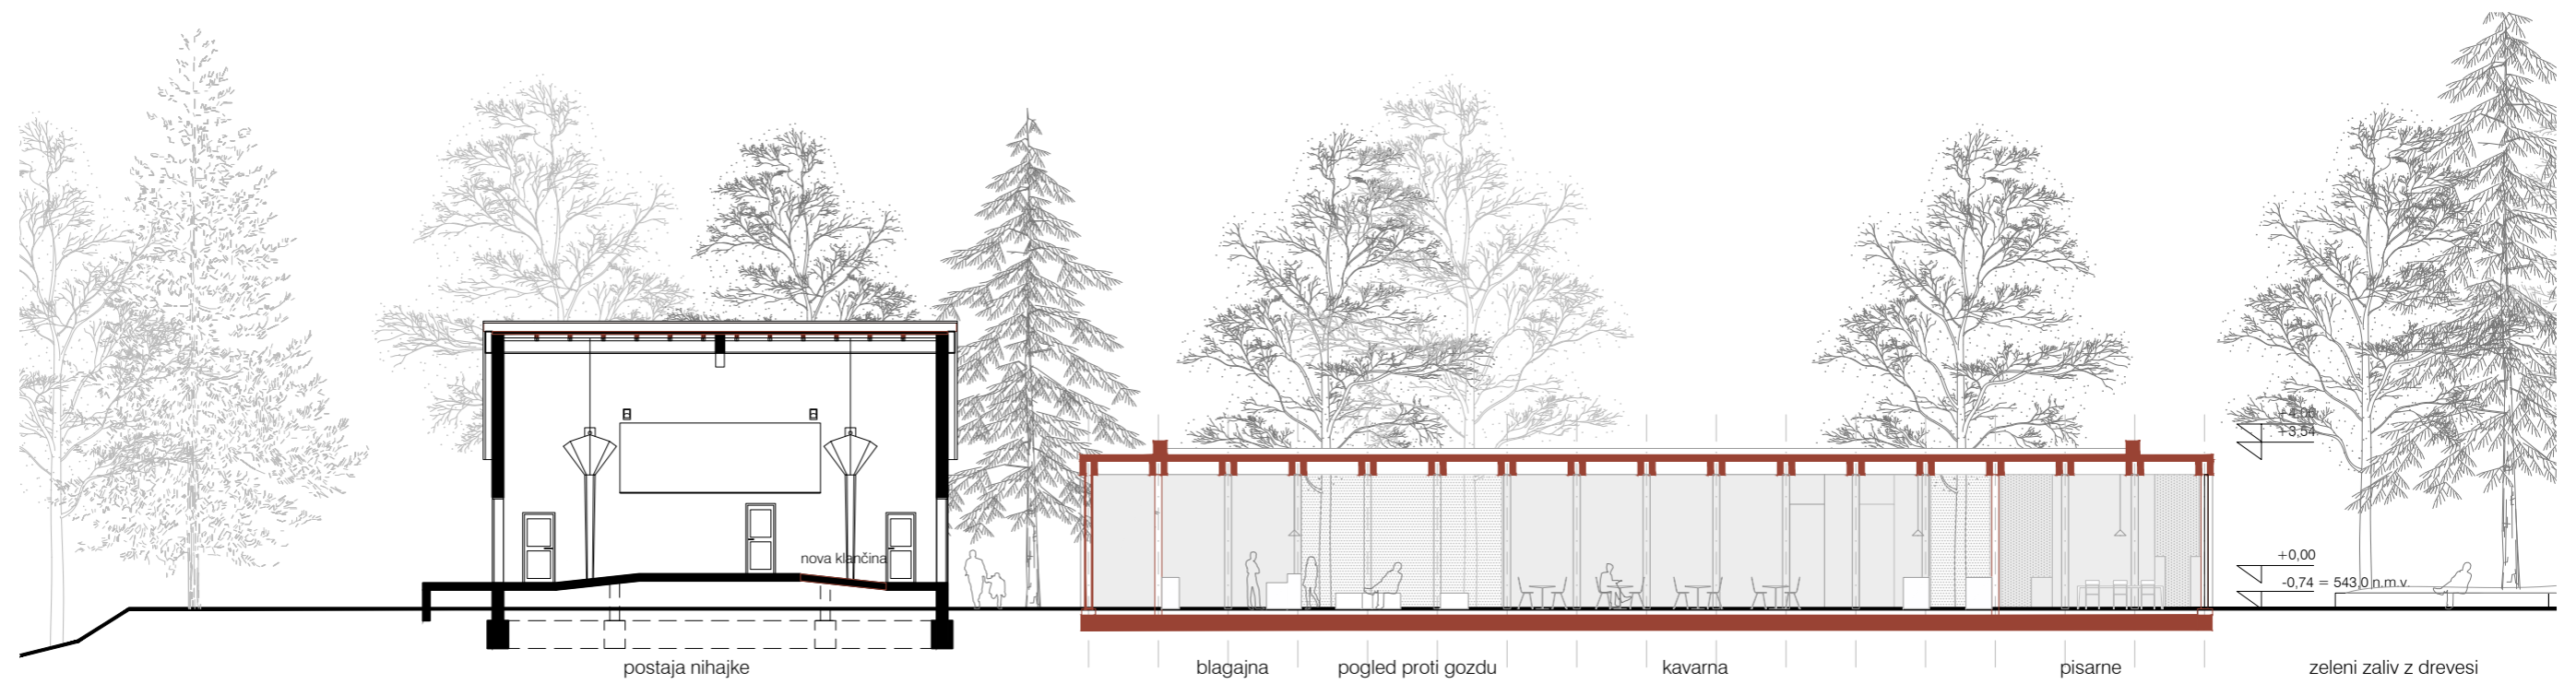 nova klančina
+4,00
+3,54
+0,00
-0,74 = 543,0 n.m.v.
postaja nihajke
blagajna
pogled proti gozdu
kavarna
pisarne
zeleni zaliv z drevesi